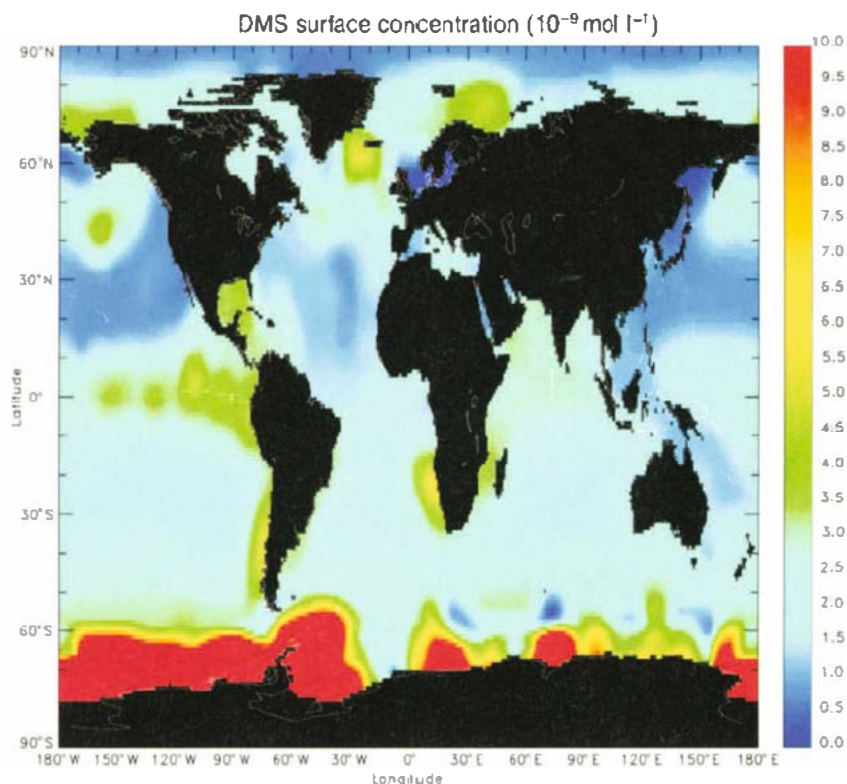 DMS surface concentration (10⁻⁹ mol l⁻¹)
90°N
60°N
30°N
0°
30°S
60°S
90°S
Latitude
180°W 150°W 120°W 90°W 60°W 30°W 0° 30°E 60°E 90°E 120°E 150°E 180°E
Longitude
10.0
9.5
9.0
8.5
8.0
7.5
7.0
6.5
6.0
5.5
5.0
4.5
4.0
3.5
3.0
2.5
2.0
1.5
1.0
0.5
0.0